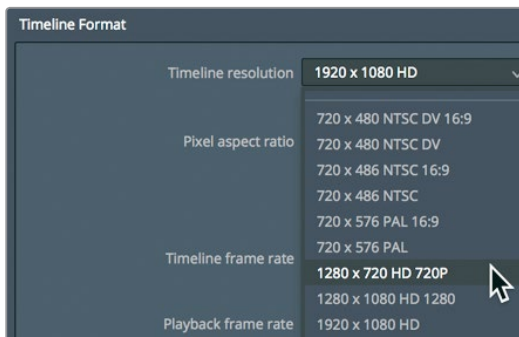 Timeline Format
Timeline resolution 1920 x 1080 HD
720 x 480 NTSC DV 16:9
Pixel aspect ratio 720 x 480 NTSC DV
720 x 486 NTSC 16:9
720 x 486 NTSC
720 x 576 PAL 16:9
Timeline frame rate 720 x 576 PAL
1280 x 720 HD 720P
1280 x 1080 HD 1280
Playback frame rate 1920 x 1080 HD